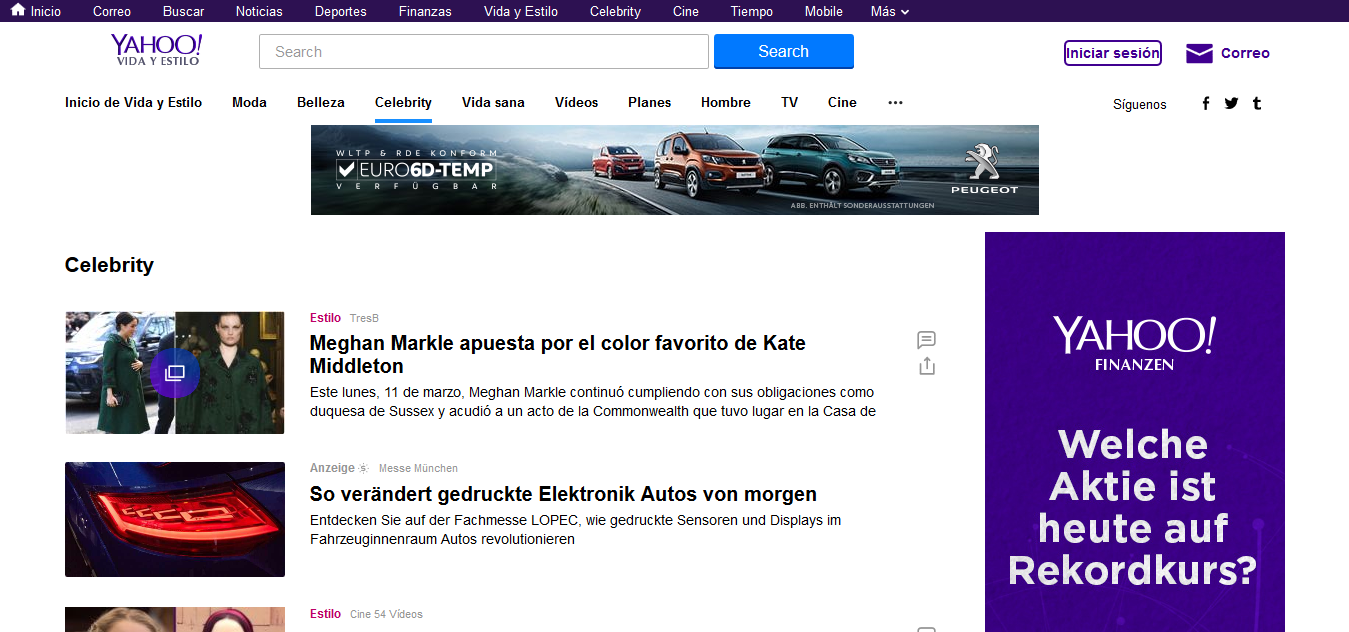 Inicio Correo Buscar Noticias Deportes Finanzas Vida y Estilo Celebrity Cine Tiempo Mobile Más
YAHOO!
VIDA Y ESTILO
Search
Search
Iniciar sesión
Correo
Inicio de Vida y Estilo Moda Belleza Celebrity Vida sana Vídeos Planes Hombre TV Cine ...
Síguenos
WLTP & RDE KONFORM
EURO6D-TEMP
VERFÜGBAR
ABB. ENTHÄLT SONDERAUSSTATTUNGEN
PEUGEOT
Celebrity
Estilo TresB
Meghan Markle apuesta por el color favorito de Kate
Middleton
Este lunes, 11 de marzo, Meghan Markle continuó cumpliendo con sus obligaciones como
duquesa de Sussex y acudió a un acto de la Commonwealth que tuvo lugar en la Casa de
Anzeige Messe München
So verändert gedruckte Elektronik Autos von morgen
Entdecken Sie auf der Fachmesse LOPEC, wie gedruckte Sensoren und Displays im
Fahrzeuginnenraum Autos revolutionieren
Estilo Cine 54 Vídeos
YAHOO!
FINANZEN
Welche
Aktie ist
heute auf
Rekordkurs?